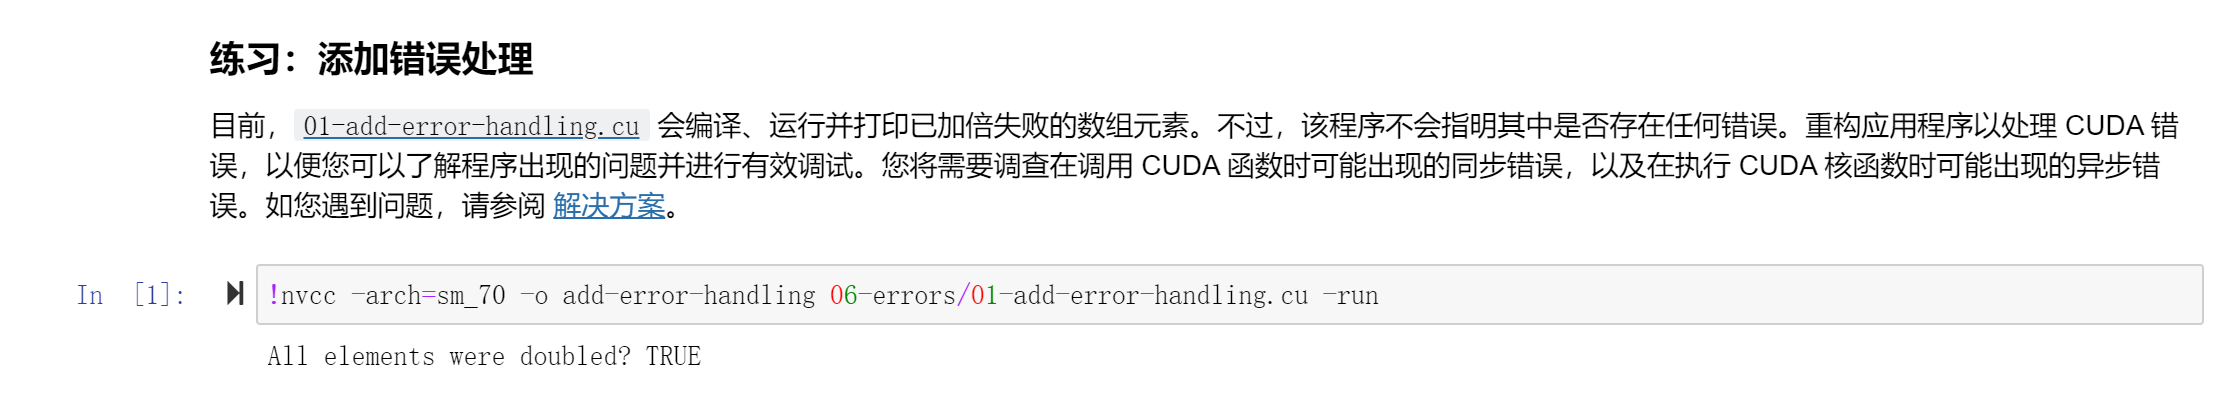 练习：添加错误处理
目前，01-add-error-handling.cu 会编译、运行并打印已加倍失败的数组元素。不过，该程序不会指明其中是否存在任何错误。重构应用程序以处理 CUDA 错
误，以便您可以了解程序出现的问题并进行有效调试。您将需要调查在调用 CUDA 函数时可能出现的同步错误，以及在执行 CUDA 核函数时可能出现的异步错
误。如您遇到问题，请参阅 解决方案。
In [1]: !nvcc -arch=sm_70 -o add-error-handling 06-errors/01-add-error-handling.cu -run
All elements were doubled? TRUE